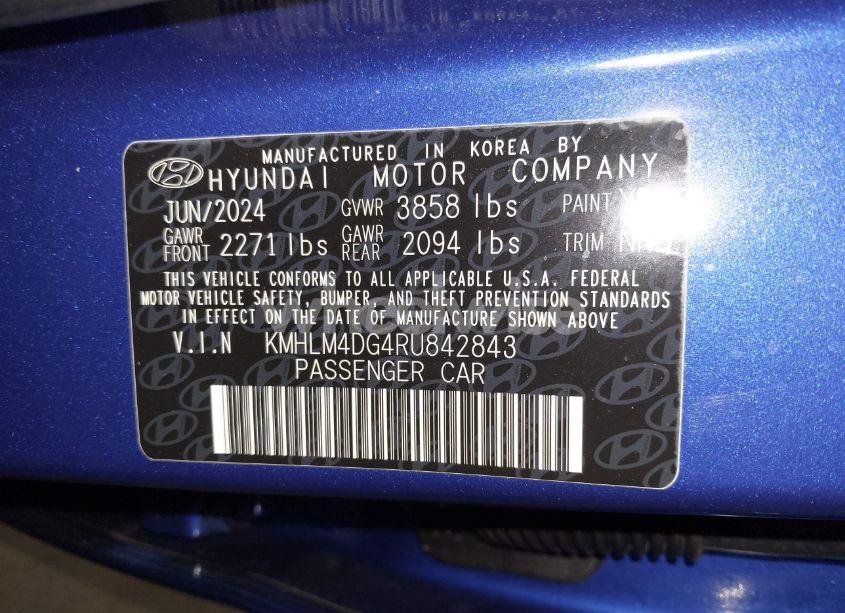 MANUFACTURED IN KOREA BY
HYUNDAI MOTOR COMPANY
JUN/2024 GVWR 3858 lbs PAINT
GAWR FRONT 2271 lbs GAWR REAR 2094 lbs TRIM
THIS VEHICLE CONFORMS TO ALL APPLICABLE U.S.A. FEDERAL
MOTOR VEHICLE SAFETY, BUMPER, AND THEFT PREVENTION STANDARDS
IN EFFECT ON THE DATE OF MANUFACTURE SHOWN ABOVE
V.I.N KMHLM4DG4RU842843
PASSENGER CAR